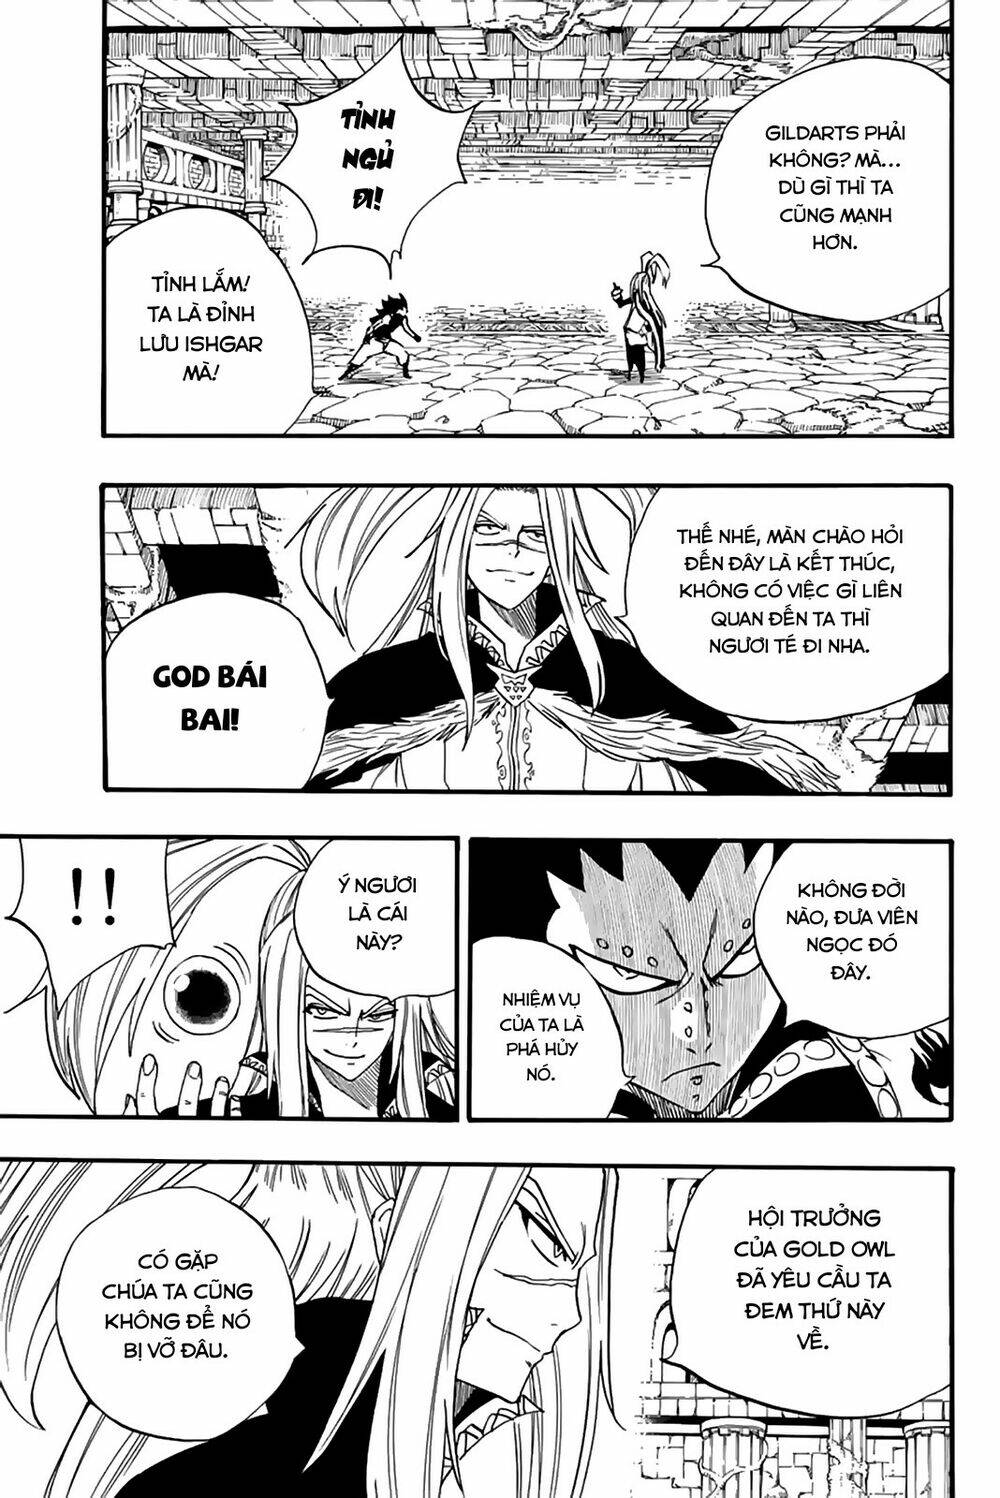 GILDARTS PHẢI
KHÔNG? MÀ...
DÙ GÌ THÌ TA
CŨNG MẠNH
HƠN.
TỈNH
NGỦ
ĐI!
TỈNH LẮM!
TA LÀ ĐỈNH
LƯU ISHGAR
MÀ!
THẾ NHÉ, MÀN CHÀO HỎI
ĐẾN ĐÂY LÀ KẾT THÚC,
KHÔNG CÓ VIỆC GÌ LIÊN
QUAN ĐẾN TA THÌ
NGƯƠI TÉ ĐI NHA.
GOD BÁI
BAI!
KHÔNG ĐỜI
NÀO, ĐƯA VIÊN
NGỌC ĐÓ
ĐÂY.
NHIỆM VỤ
CỦA TA LÀ
PHÁ HỦY
NÓ.
Ý NGƯƠI
LÀ CÁI
NÀY?
!!
HỘI TRƯỞNG
CỦA GOLD OWL
ĐÃ YÊU CẦU TA
ĐEM THỨ NÀY
VỀ.
CÓ GẶP
CHÚA TA CŨNG
KHÔNG ĐỂ NÓ
BỊ VỠ ĐÂU.